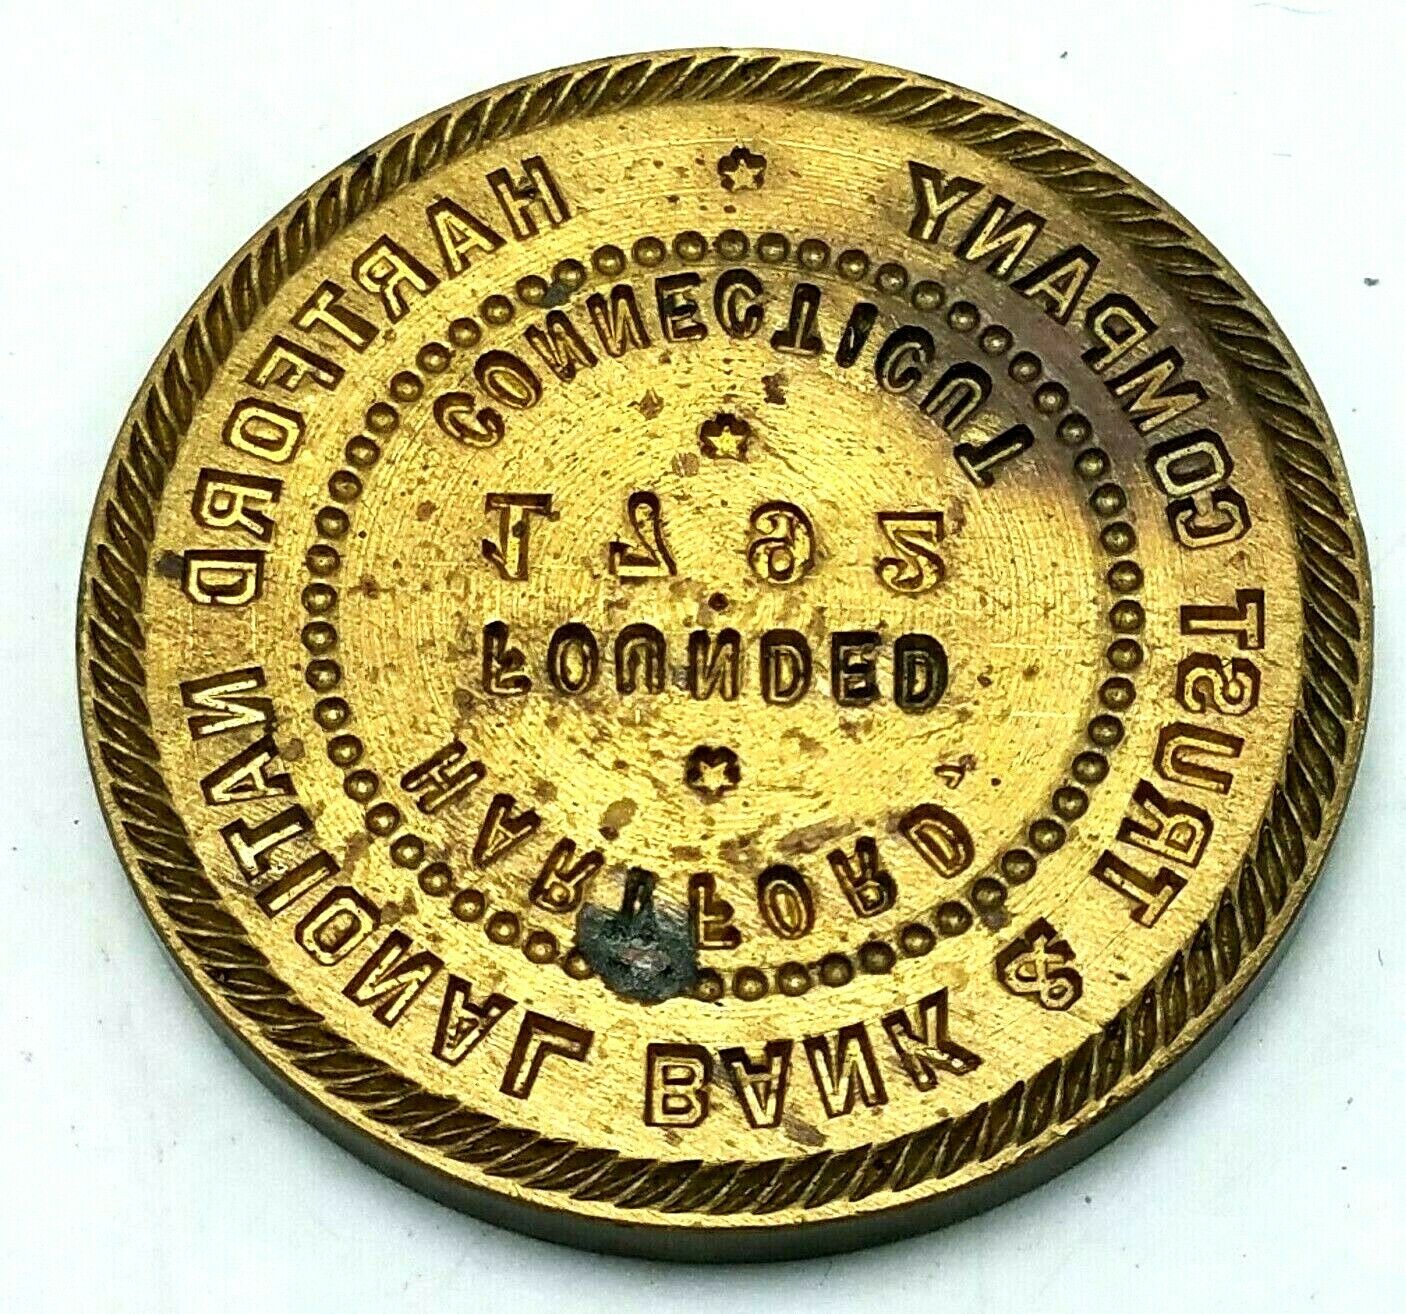 HARTFORD NATIONAL BANK & TRUST COMPANY
HARTFORD,
FOUNDED
1792
CONNECTICUT